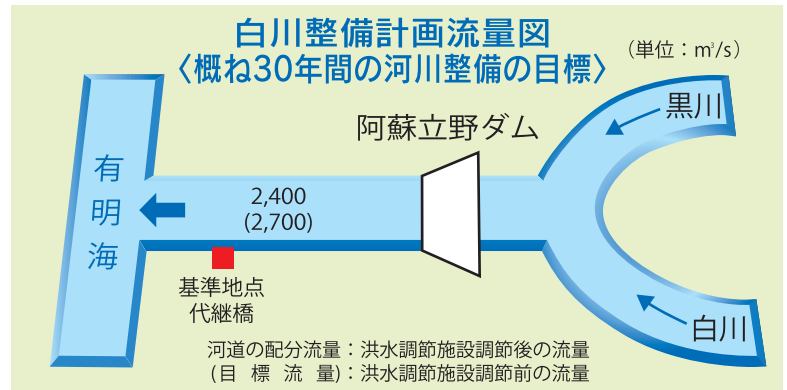 白川整備計画流量図
〈概ね30年間の河川整備の目標〉
（単位：m³/s）
黒川
阿蘇立野ダム
有明海
2,400
(2,700)
基準地点
代継橋
白川
河道の配分流量：洪水調節施設調節後の流量
(目標流量)：洪水調節施設調節前の流量